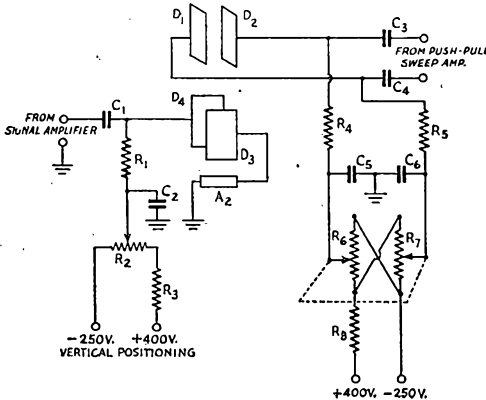 D1
D2
C3
FROM PUSH-PULL
SWEEP AMP.
C4
FROM
SIGNAL AMPLIFIER
C1
D4
D3
R4
R5
R1
C2
A2
C5
C6
R2
R3
R6
R7
R8
-250V. +400V.
VERTICAL POSITIONING
+400V. -250V.